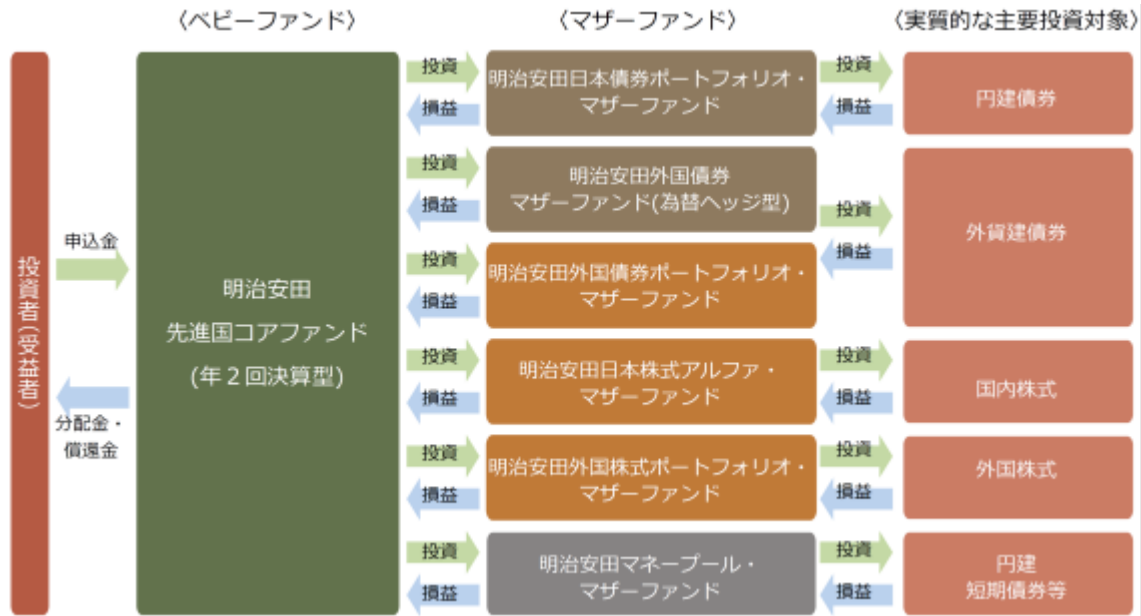 〈ベビーファンド〉
〈マザーファンド〉
〈実質的な主要投資対象〉
投資者(受益者)
申込金
分配金・
償還金
明治安田
先進国コアファンド
(年２回決算型)
投資
損益
明治安田日本債券ポートフォリオ・
マザーファンド
投資
損益
円建債券
投資
損益
明治安田外国債券
マザーファンド(為替ヘッジ型)
投資
損益
外貨建債券
投資
損益
明治安田外国債券ポートフォリオ・
マザーファンド
投資
損益
明治安田日本株式アルファ・
マザーファンド
投資
損益
国内株式
投資
損益
明治安田外国株式ポートフォリオ・
マザーファンド
投資
損益
外国株式
投資
損益
明治安田マネープール・
マザーファンド
投資
損益
円建
短期債券等